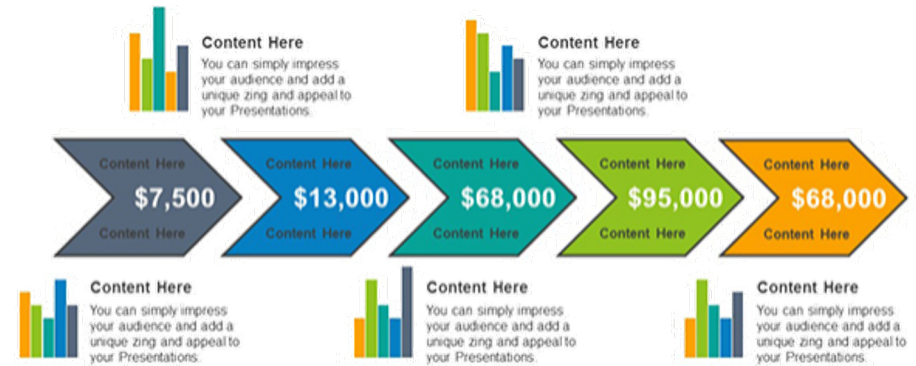 Content Here
You can simply impress
your audience and add a
unique zing and appeal to
your Presentations.
Content Here
You can simply impress
your audience and add a
unique zing and appeal to
your Presentations.
Content Here
$7,500
Content Here
Content Here
$13,000
Content Here
Content Here
$68,000
Content Here
Content Here
$95,000
Content Here
Content Here
$68,000
Content Here
Content Here
You can simply impress
your audience and add a
unique zing and appeal to
your Presentations.
Content Here
You can simply impress
your audience and add a
unique zing and appeal to
your Presentations.
Content Here
You can simply impress
your audience and add a
unique zing and appeal to
your Presentations.